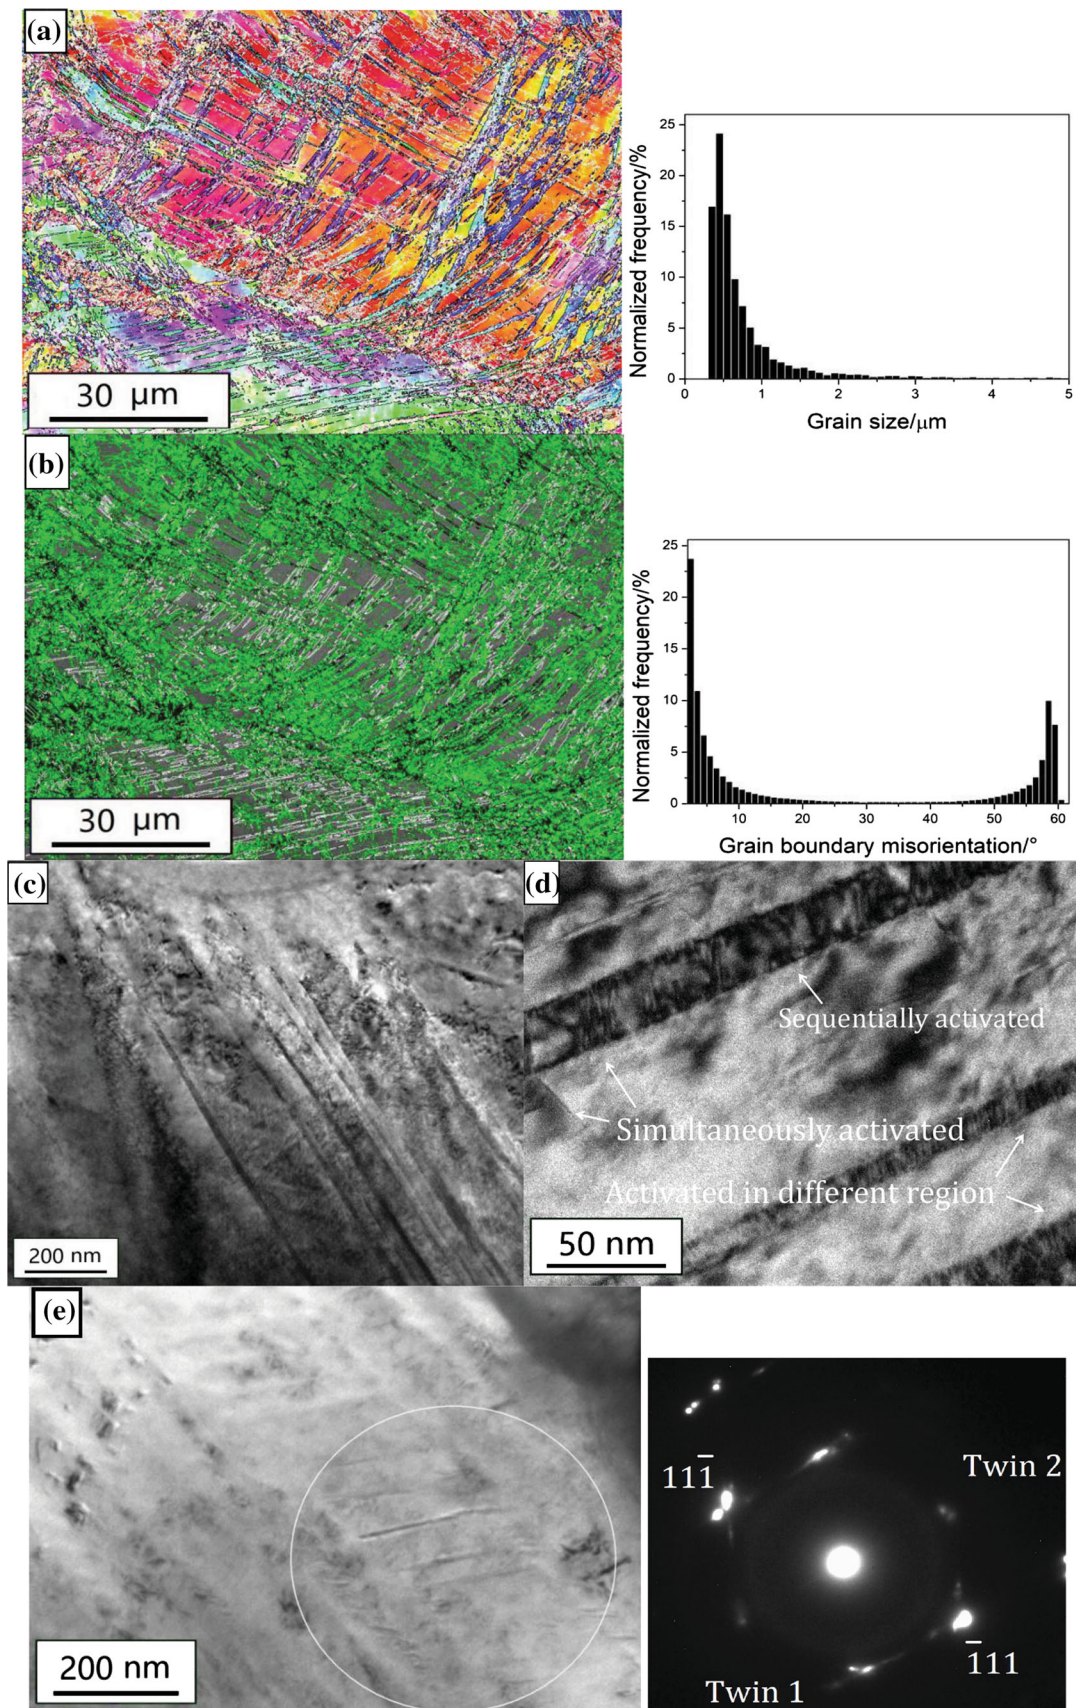 (a)
30 μm
Normalized frequency/%
25
20
15
10
5
0
0 1 2 3 4 5
Grain size/μm
(b)
30 μm
Normalized frequency/%
25
20
15
10
5
0
10 20 30 40 50 60
Grain boundary misorientation/°
(c)
200 nm
(d)
Sequentially activated
Simultaneously activated
Activated in different region
50 nm
(e)
200 nm
111̅
Twin 2
1̅11
Twin 1